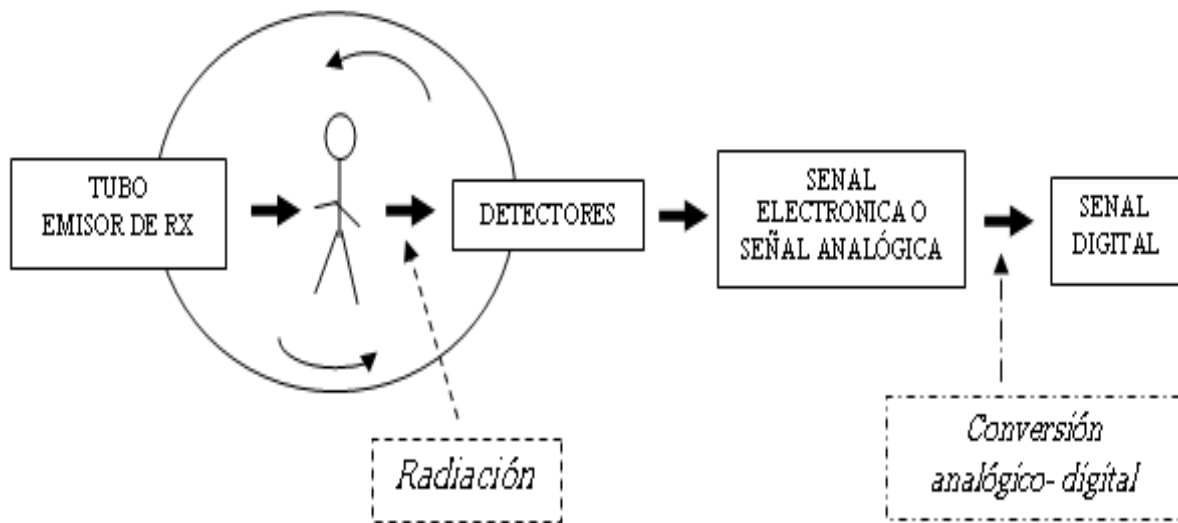 TUBO
EMISOR DE RX
DETECTORES
SENAL
ELECTRONICA O
SEÑAL ANALÓGICA
SENAL
DIGITAL
Radiación
Conversión
analógico- digital